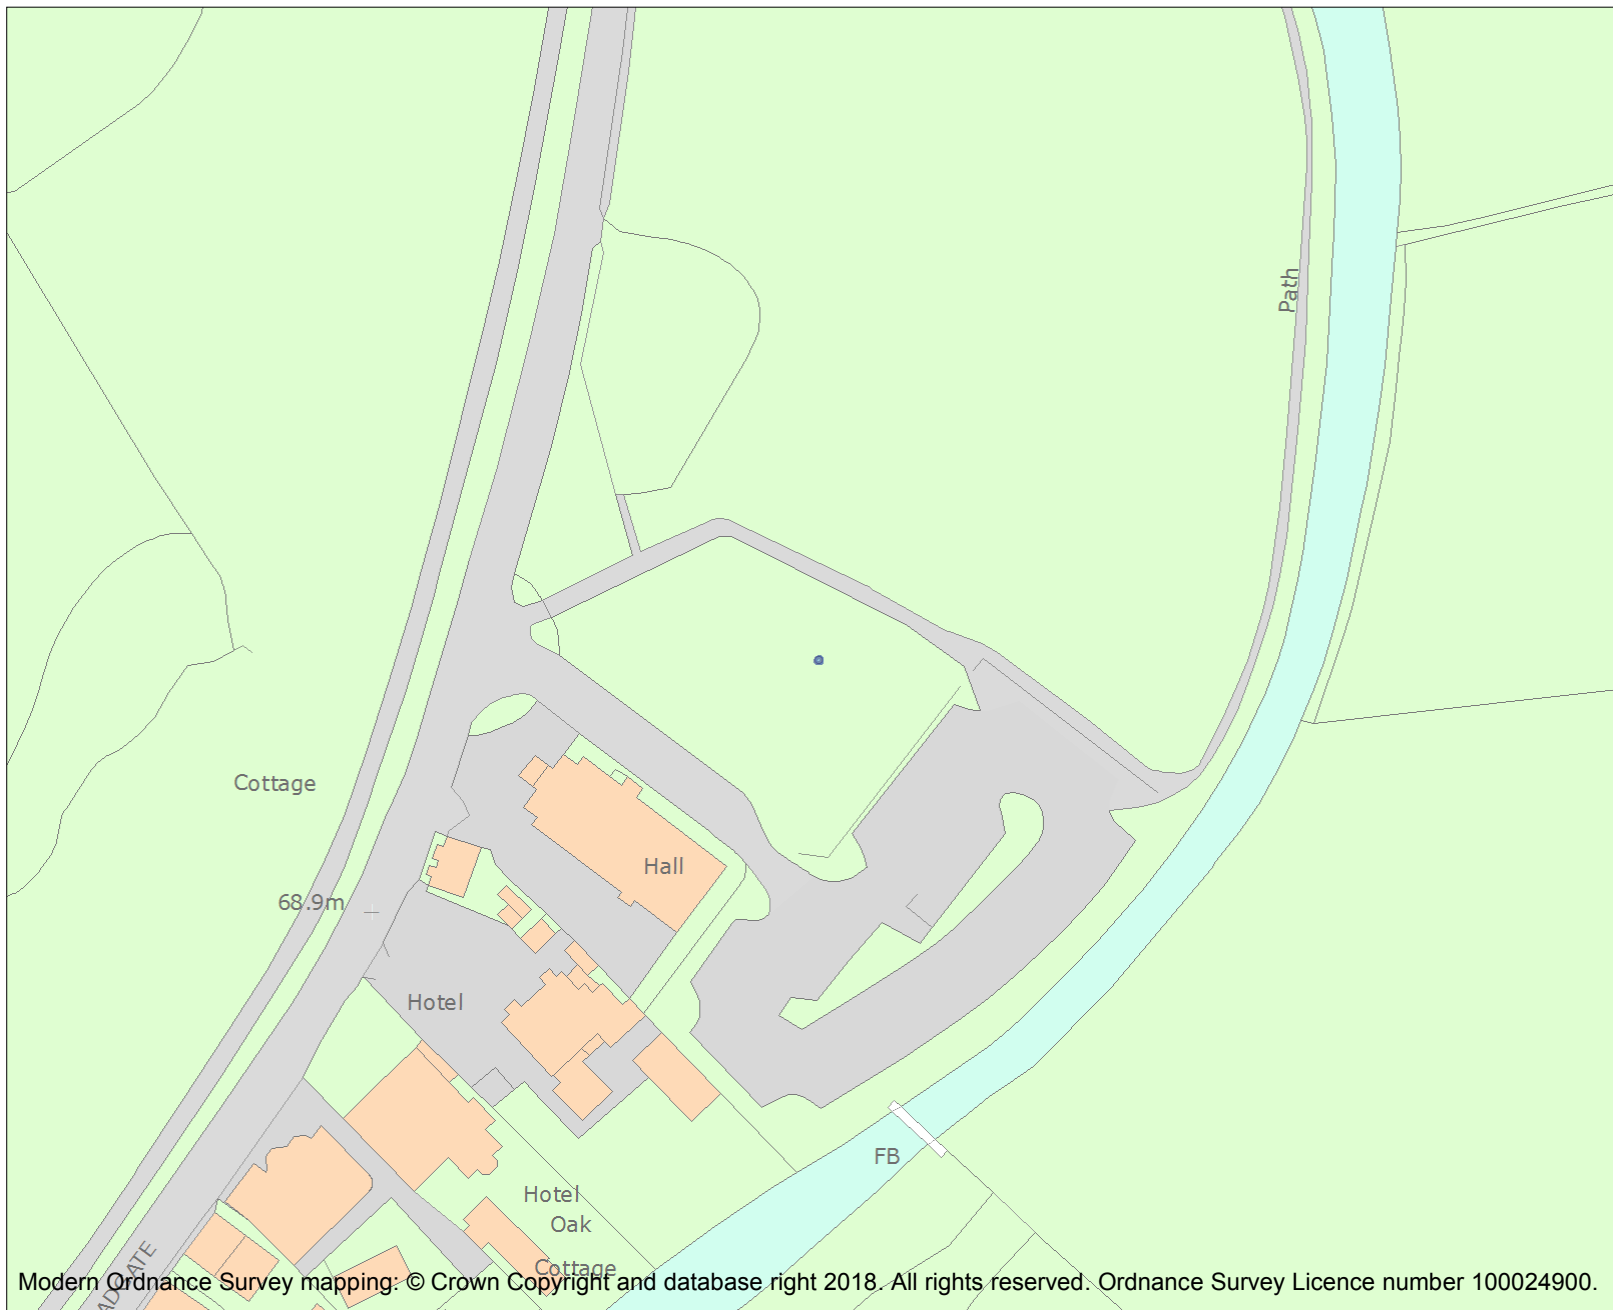 Path
Cottage
Hall
68.9m
Hotel
FB
Hotel
Oak
Cottage
ADGATE
Modern Ordnance Survey mapping: © Crown Copyright and database right 2018. All rights reserved. Ordnance Survey Licence number 100024900.